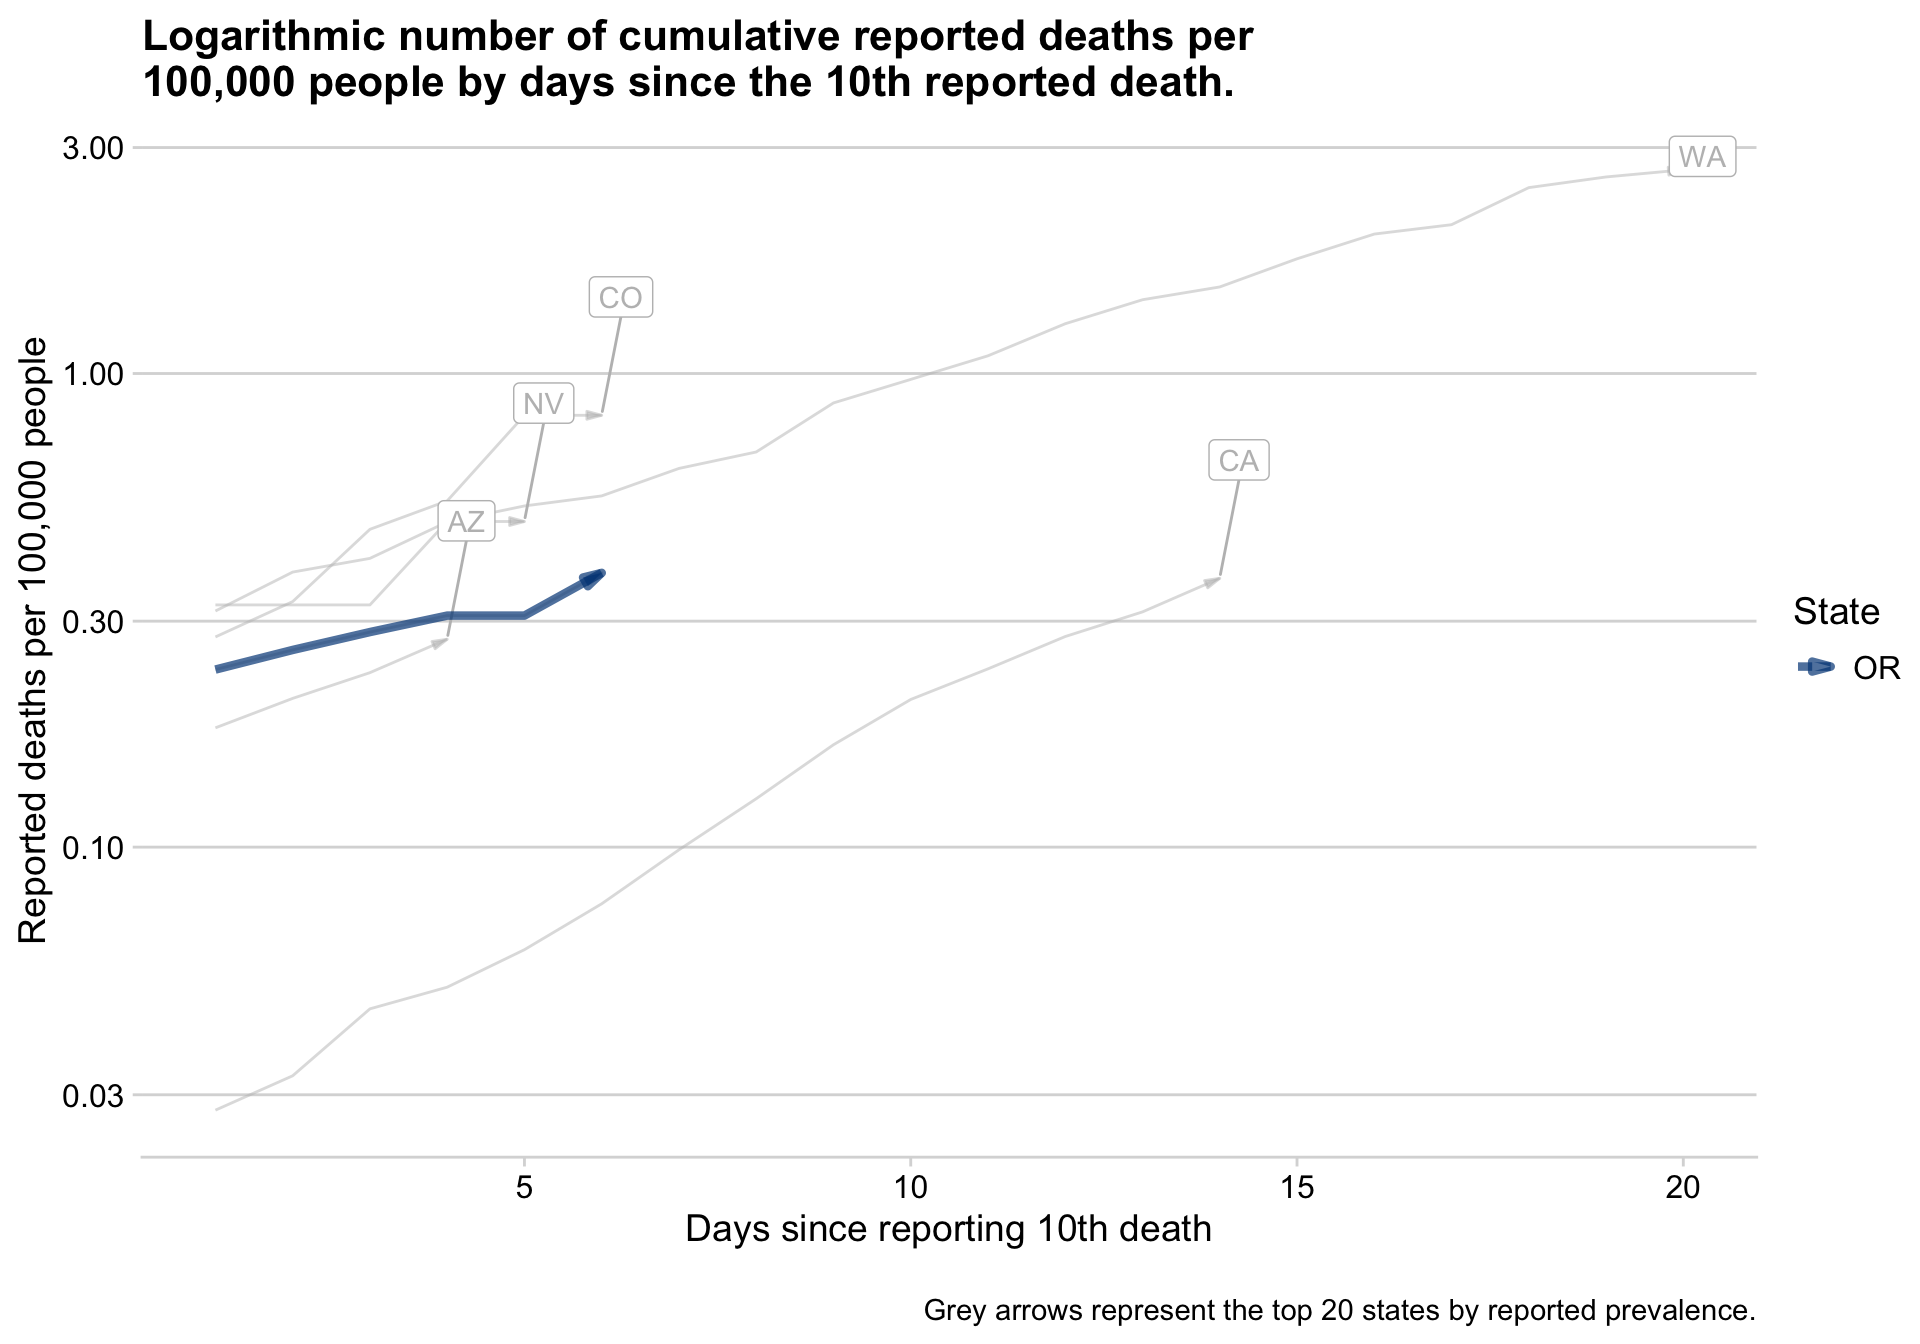 Logarithmic number of cumulative reported deaths per
100,000 people by days since the 10th reported death.
Reported deaths per 100,000 people
3.00
1.00
0.30
0.10
0.03
WA
CO
NV
CA
AZ
State
OR
5
10
15
20
Days since reporting 10th death
Grey arrows represent the top 20 states by reported prevalence.